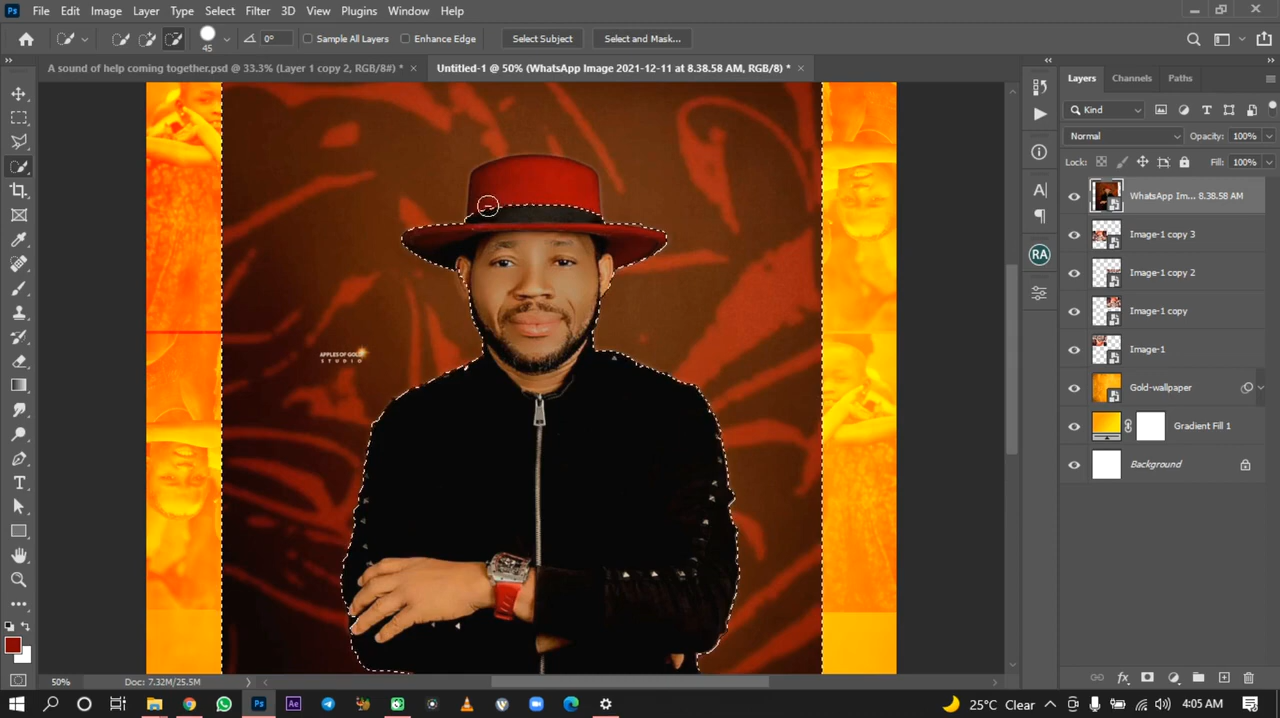 Ps File Edit Image Layer Type Select Filter 3D View Plugins Window Help
45 0° Sample All Layers Enhance Edge Select Subject Select and Mask...
A sound of help coming together.psd @ 33.3% (Layer 1 copy 2, RGB/8#) * × Untitled-1 @ 50% (WhatsApp Image 2021-12-11 at 8.38.58 AM, RGB/8) * ×
Layers Channels Paths
Kind
Normal Opacity: 100%
Lock: Fill: 100%
WhatsApp Im... 8.38.58 AM
Image-1 copy 3
Image-1 copy 2
Image-1 copy
Image-1
Gold-wallpaper
Gradient Fill 1
Background
A
RA
APPLES OF GOLD
STUDIO
T
50% Doc: 7.32M/25.5M
fx
Ps Ae 25°C Clear 4:05 AM